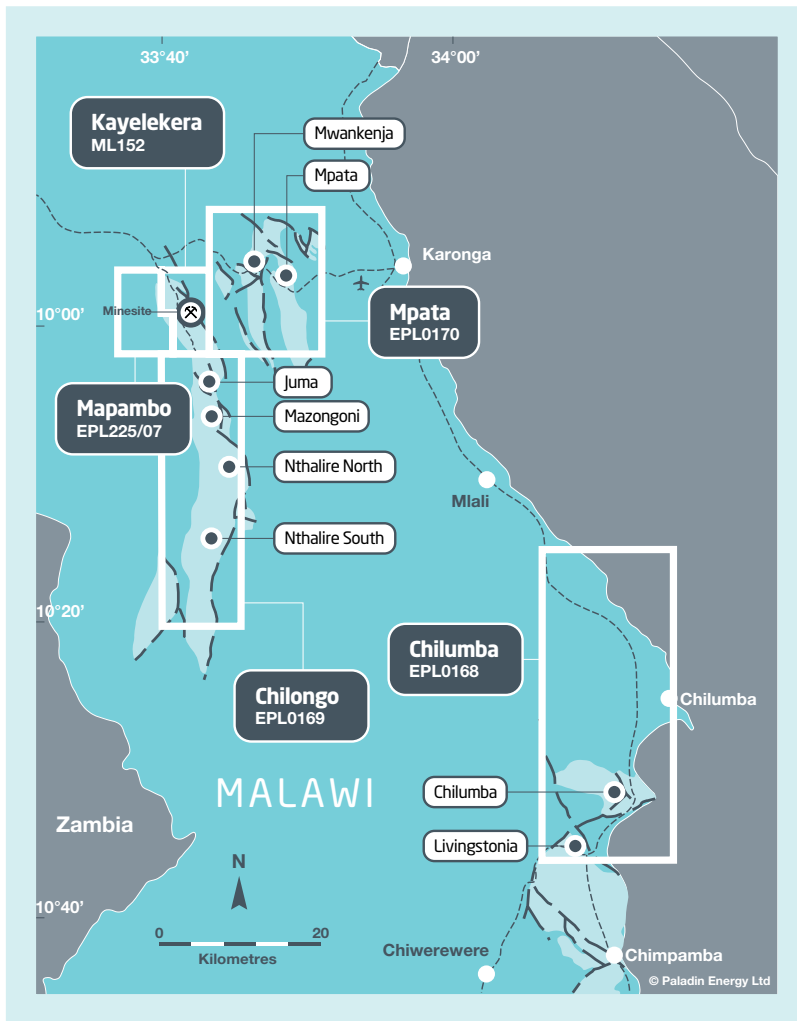 33°40’
34°00’
Kayelekera
ML152
Mwankenja
Mpata
Karonga
Minesite
10°00’
Mpata
EPL0170
Juma
Mapambo
EPL225/07
Mazongoni
Nthalire North
Mlali
Nthalire South
10°20’
Chilumba
EPL0168
Chilongo
EPL0169
Chilumba
MALAWI
Chilumba
Zambia
Livingstonia
N
10°40’
0 20
Kilometres
Chiwerewere
Chimpamba
© Paladin Energy Ltd